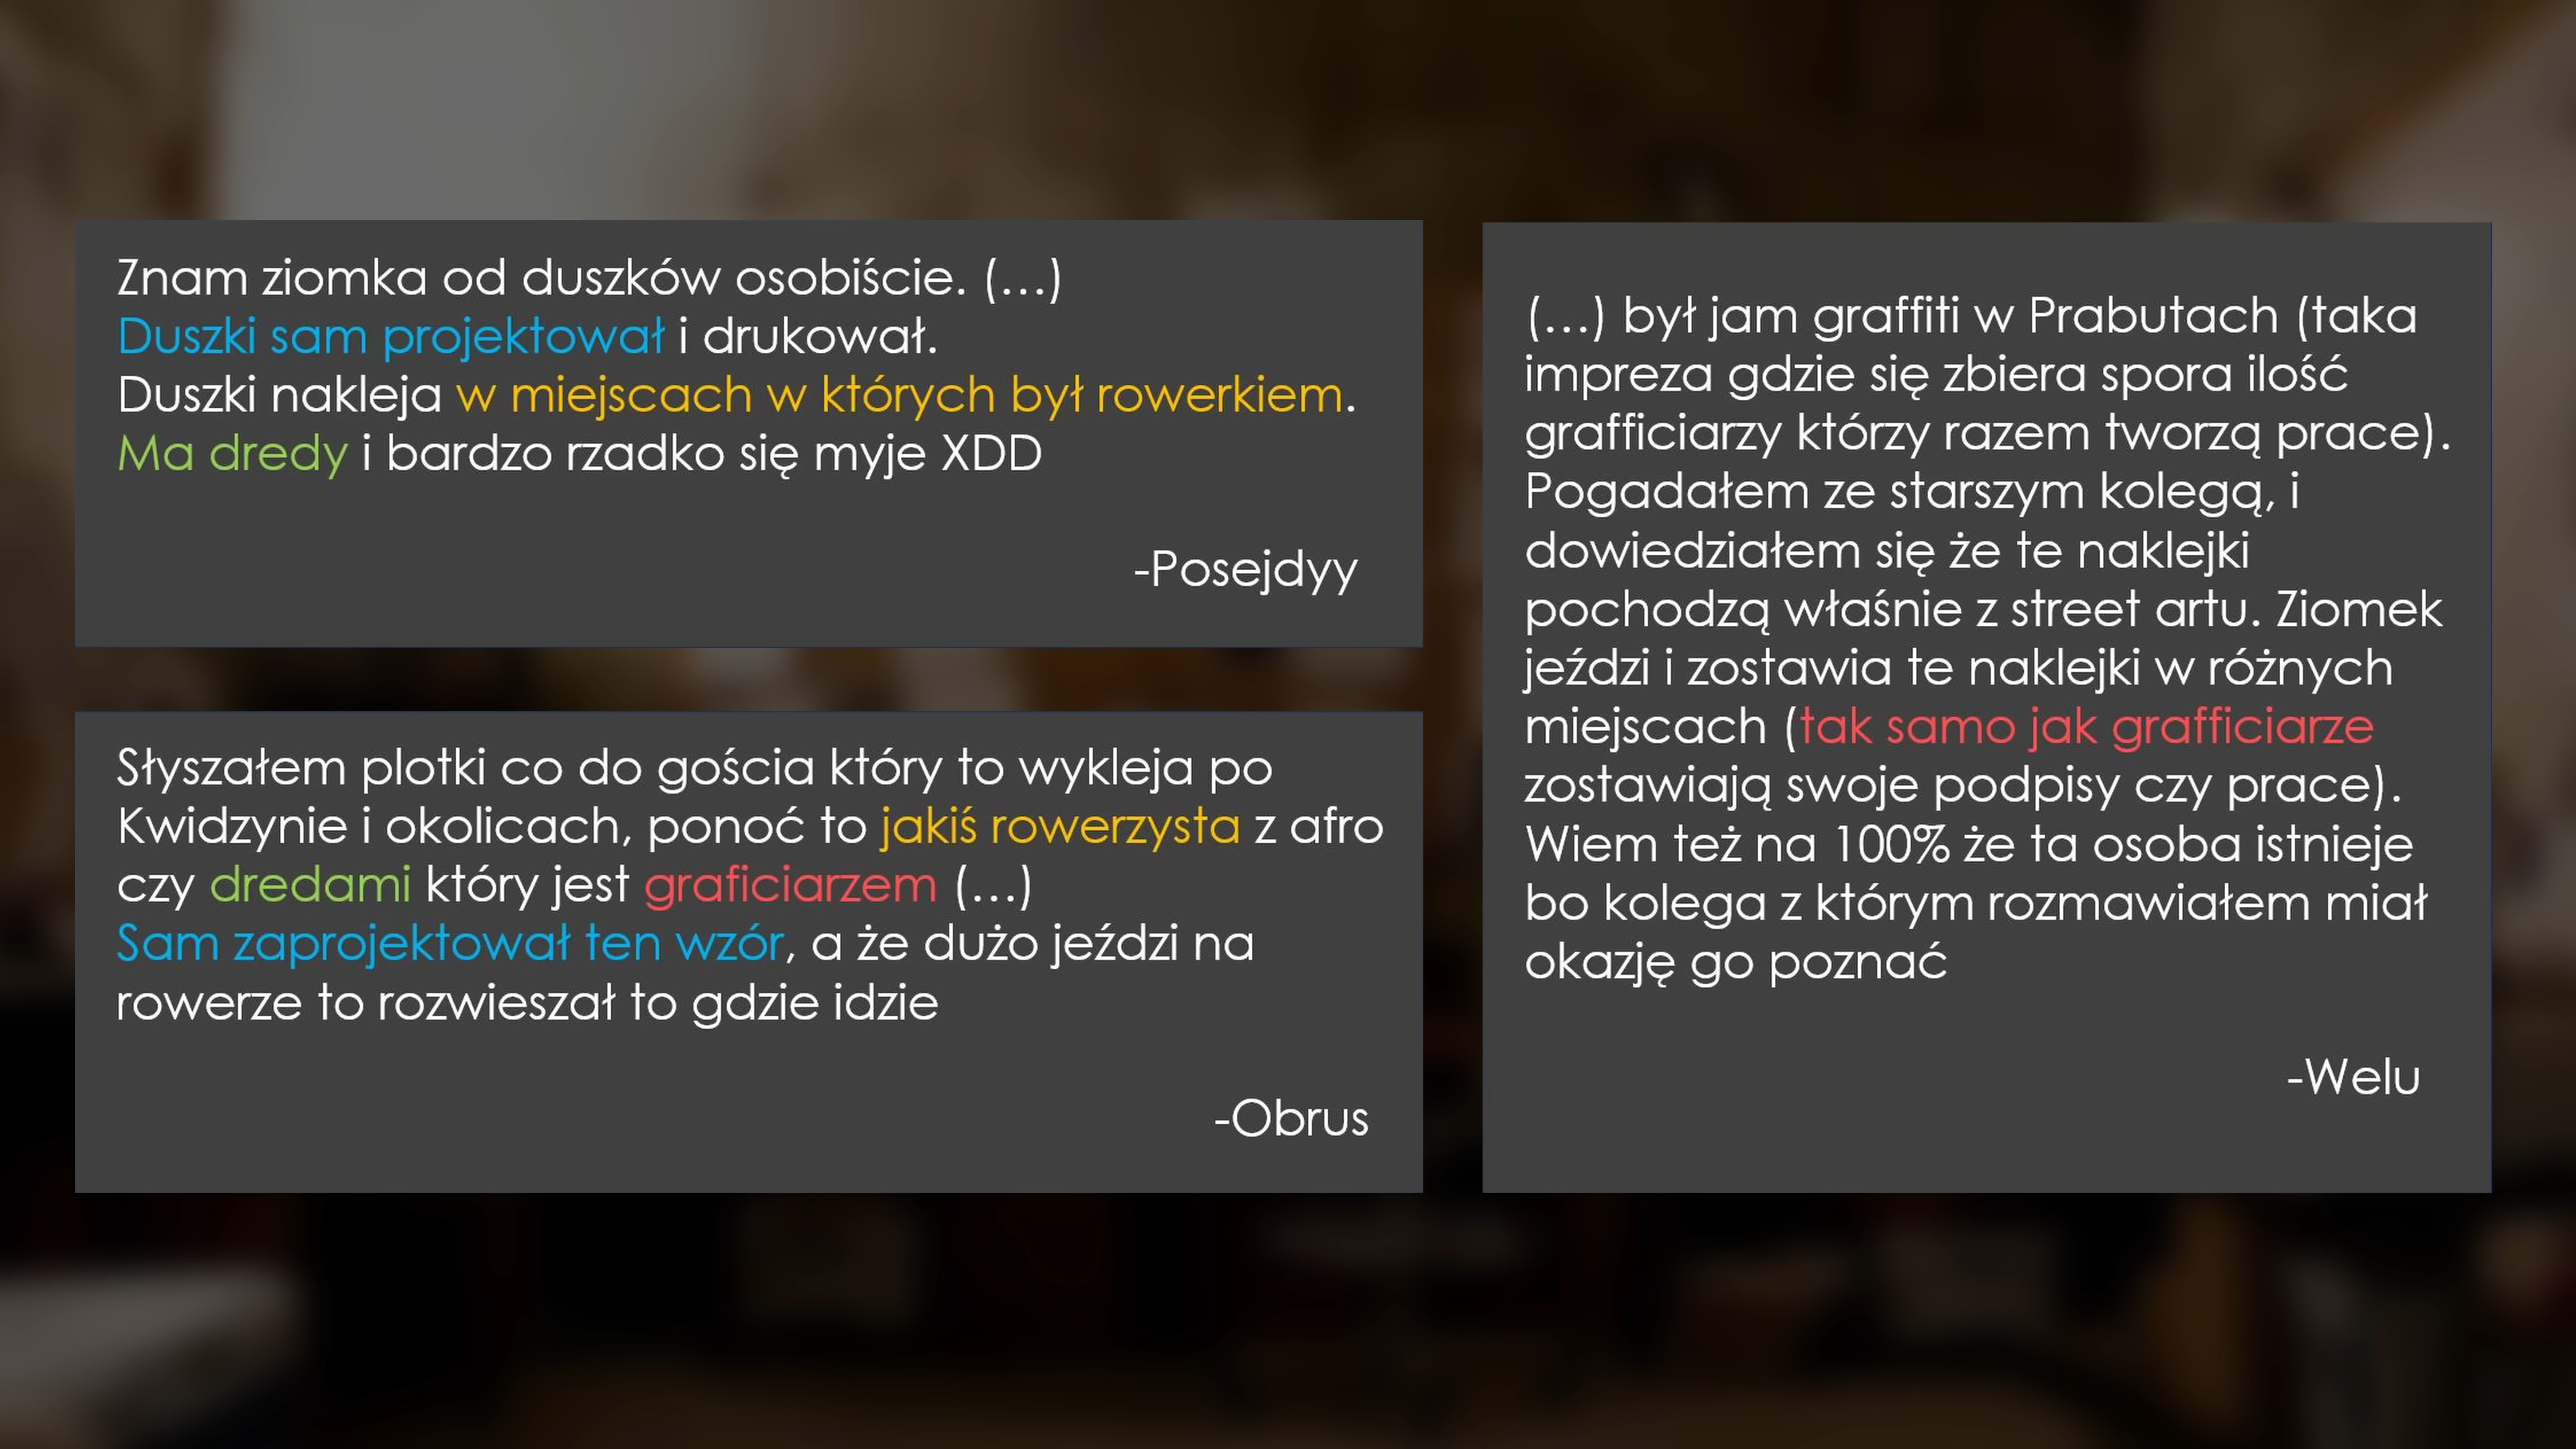 Znam ziomka od duszków osobiście. (…)
Duszki sam projektował i drukował.
Duszki nakleja w miejscach w których był rowerkiem.
Ma dredy i bardzo rzadko się myje XDD
-Posejdyy
Słyszałem plotki co do gościa który to wykleja po
Kwidzynie i okolicach, ponoć to jakiś rowerzysta z afro
czy dredami który jest graficiarzem (…)
Sam zaprojektował ten wzór, a że dużo jeździ na
rowerze to rozwieszał to gdzie idzie
-Obrus
(…) był jam graffiti w Prabutach (taka
impreza gdzie się zbiera spora ilość
grafficiarzy którzy razem tworzą prace).
Pogadałem ze starszym kolegą, i
dowiedziałem się że te naklejki
pochodzą właśnie z street artu. Ziomek
jeździ i zostawia te naklejki w różnych
miejscach (tak samo jak grafficiarze
zostawiają swoje podpisy czy prace).
Wiem też na 100% że ta osoba istnieje
bo kolega z którym rozmawiałem miał
okazję go poznać
-Welu